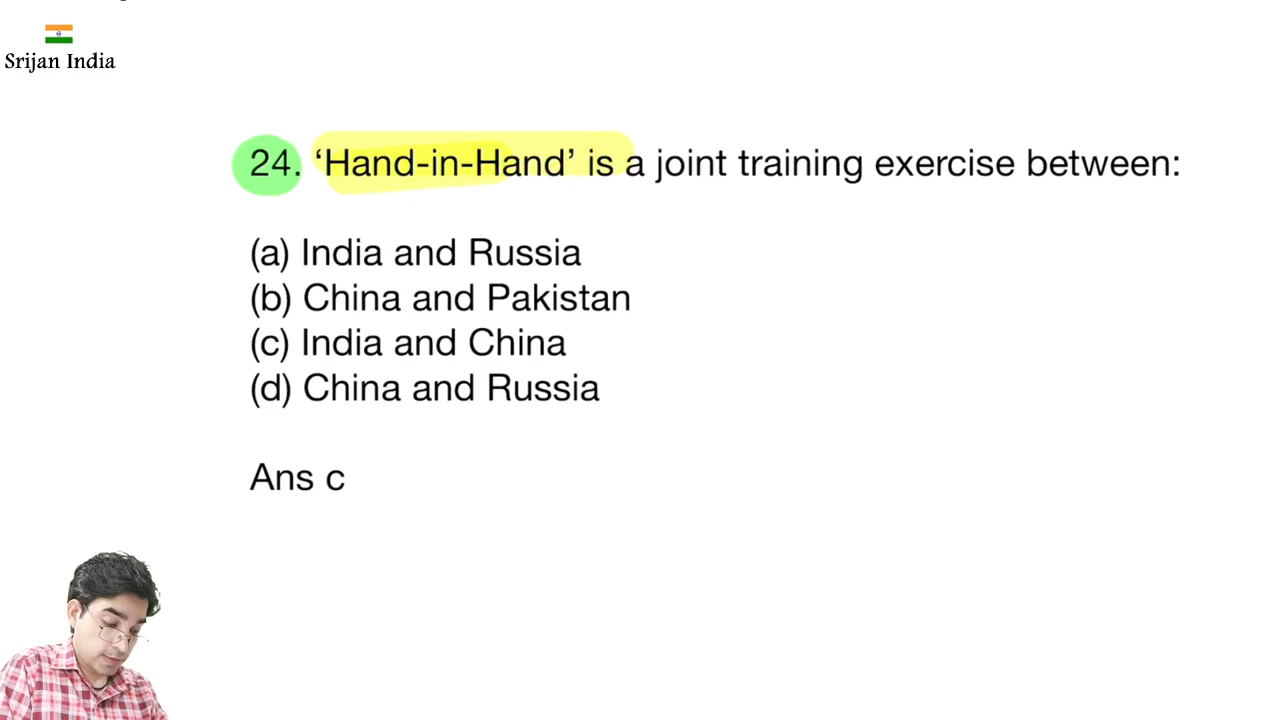 Srijan India
24. ‘Hand-in-Hand’ is a joint training exercise between:
(a) India and Russia
(b) China and Pakistan
(c) India and China
(d) China and Russia
Ans c